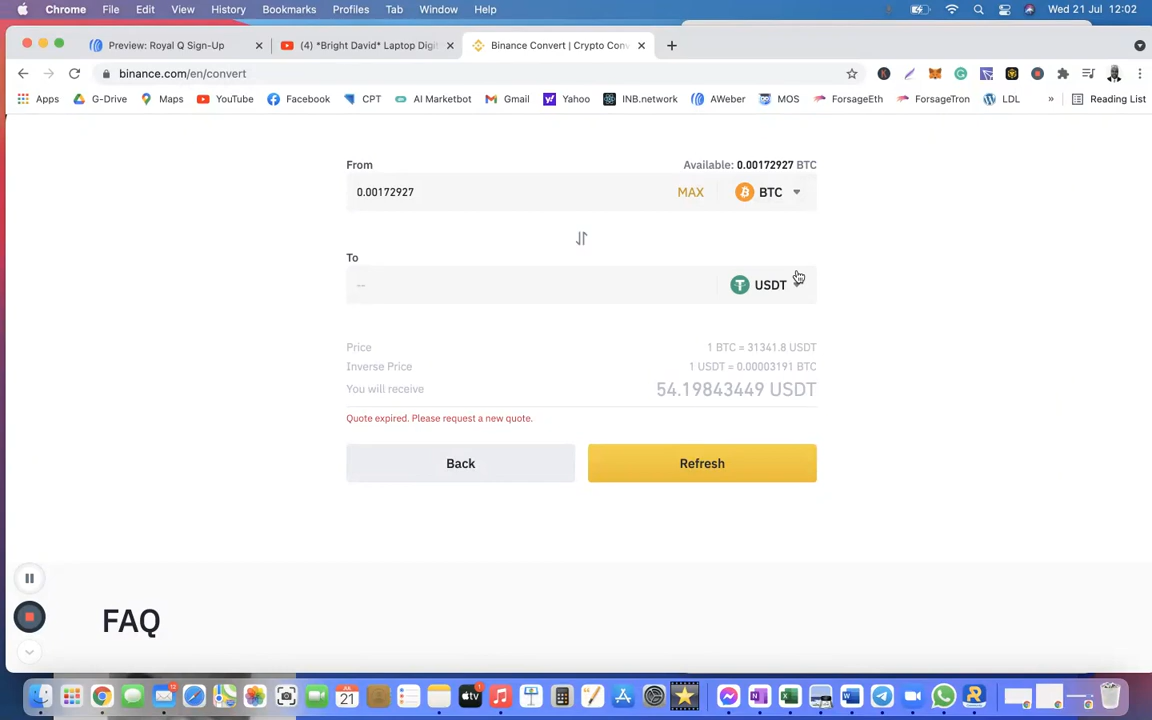 Chrome File Edit View History Bookmarks Profiles Tab Window Help Wed 21 Jul 12:02
Preview: Royal Q Sign-Up (4) *Bright David* Laptop Digi Binance Convert | Crypto Con
binance.com/en/convert
Apps G-Drive Maps YouTube Facebook CPT AI Marketbot Gmail Yahoo INB.network AWeber MOS ForsageEth ForsageTron LDL » Reading List
From Available: 0.00172927 BTC
0.00172927 MAX BTC
To
-- USDT
Price 1 BTC = 31341.8 USDT
Inverse Price 1 USDT = 0.00003191 BTC
You will receive 54.19843449 USDT
Quote expired. Please request a new quote.
Back Refresh
FAQ